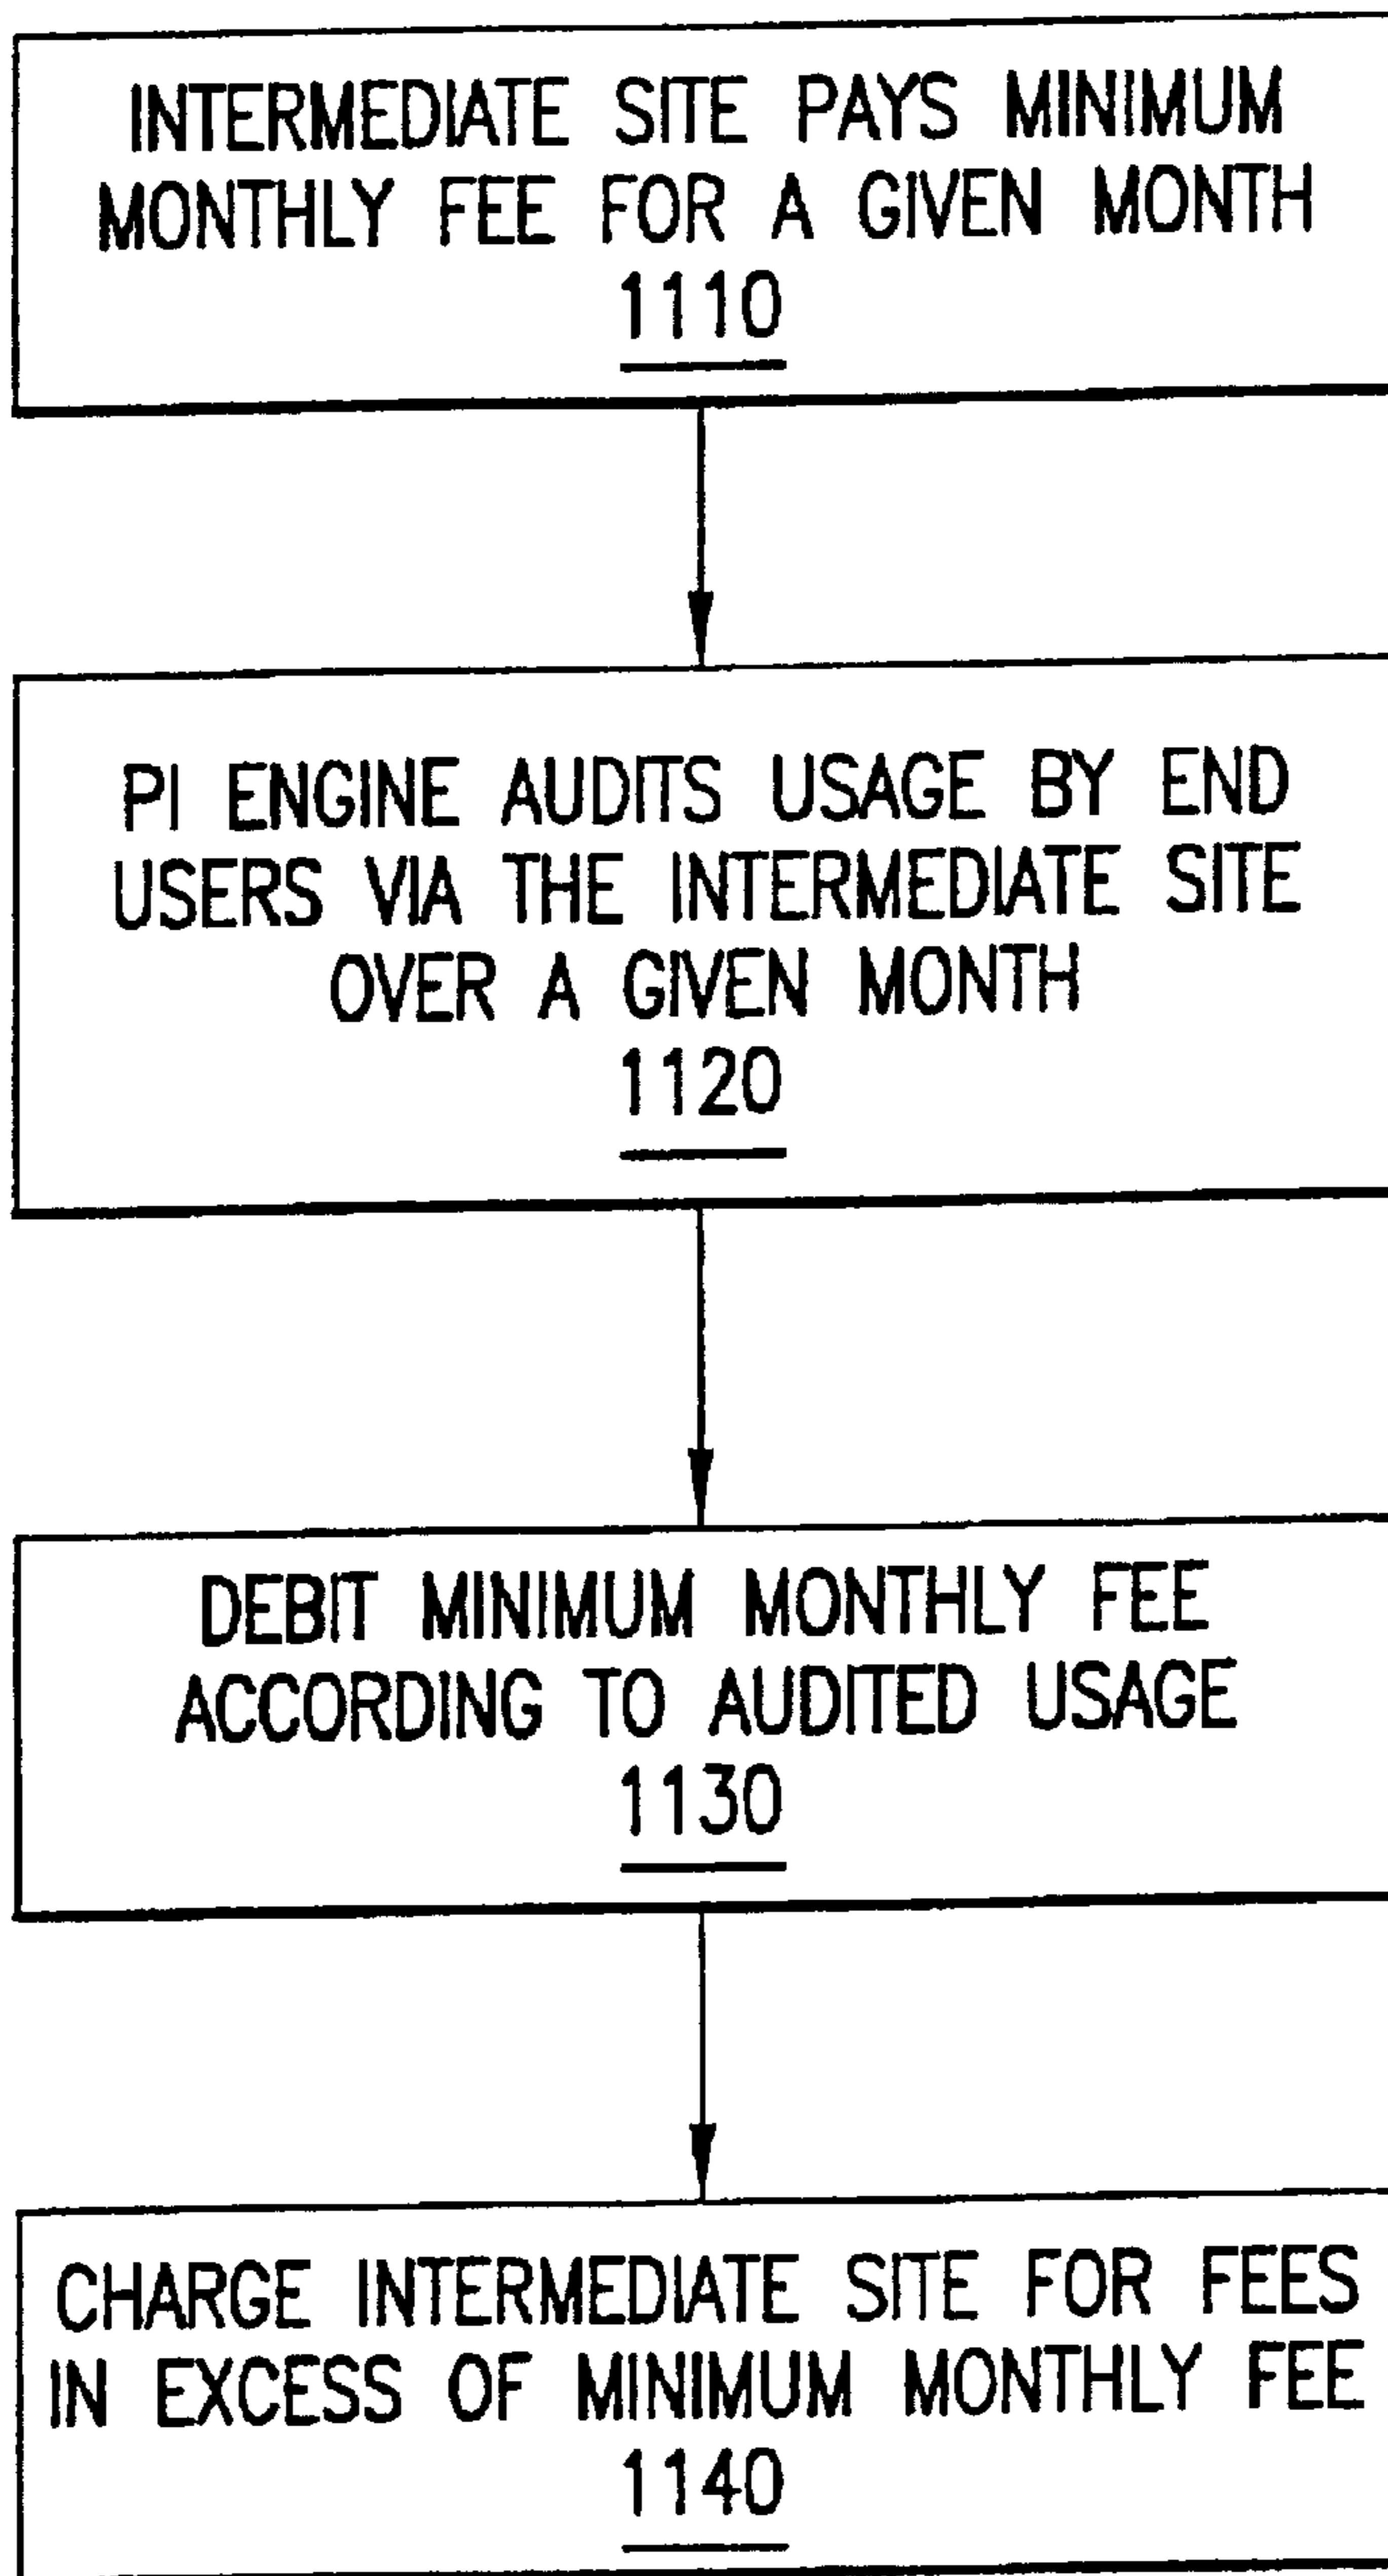 INTERMEDIATE SITE PAYS MINIMUM
MONTHLY FEE FOR A GIVEN MONTH
1110
PI ENGINE AUDITS USAGE BY END
USERS VIA THE INTERMEDIATE SITE
OVER A GIVEN MONTH
1120
DEBIT MINIMUM MONTHLY FEE
ACCORDING TO AUDITED USAGE
1130
CHARGE INTERMEDIATE SITE FOR FEES
IN EXCESS OF MINIMUM MONTHLY FEE
1140